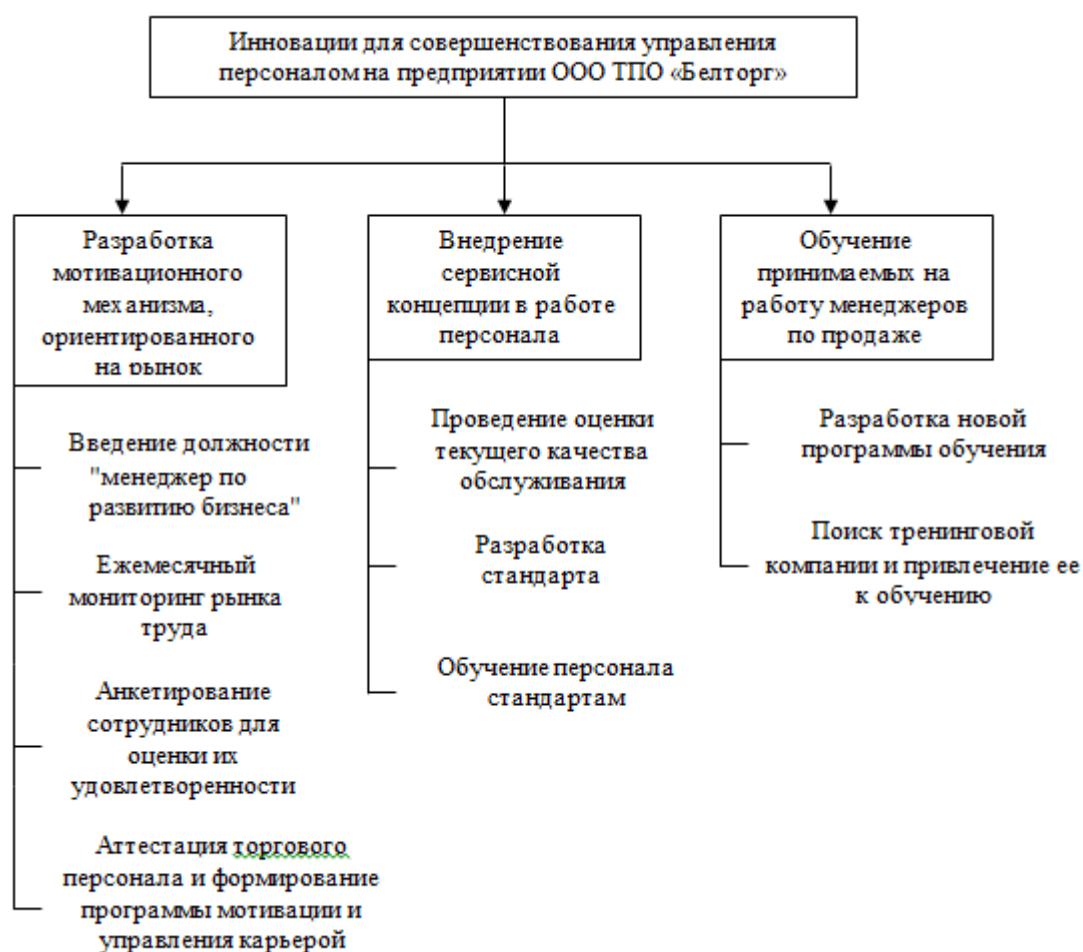 Инновации для совершенствования управления
персоналом на предприятии ООО ТПО «Белторг»
Разработка
мотивационного
механизма,
ориентированного
на рынок
Введение должности
"менеджер по
развитию бизнеса"
Ежемесячный
мониторинг рынка
труда
Анкетирование
сотрудников для
оценки их
удовлетворенности
Аттестация торгового
персонала и формирование
программы мотивации и
управления карьерой
Внедрение
сервисной
концепции в работе
персонала
Проведение оценки
текущего качества
обслуживания
Разработка
стандарта
Обучение персонала
стандартам
Обучение
принимаемых на
работу менеджеров
по продаже
Разработка новой
программы обучения
Поиск тренинговой
компании и привлечение ее
к обучению